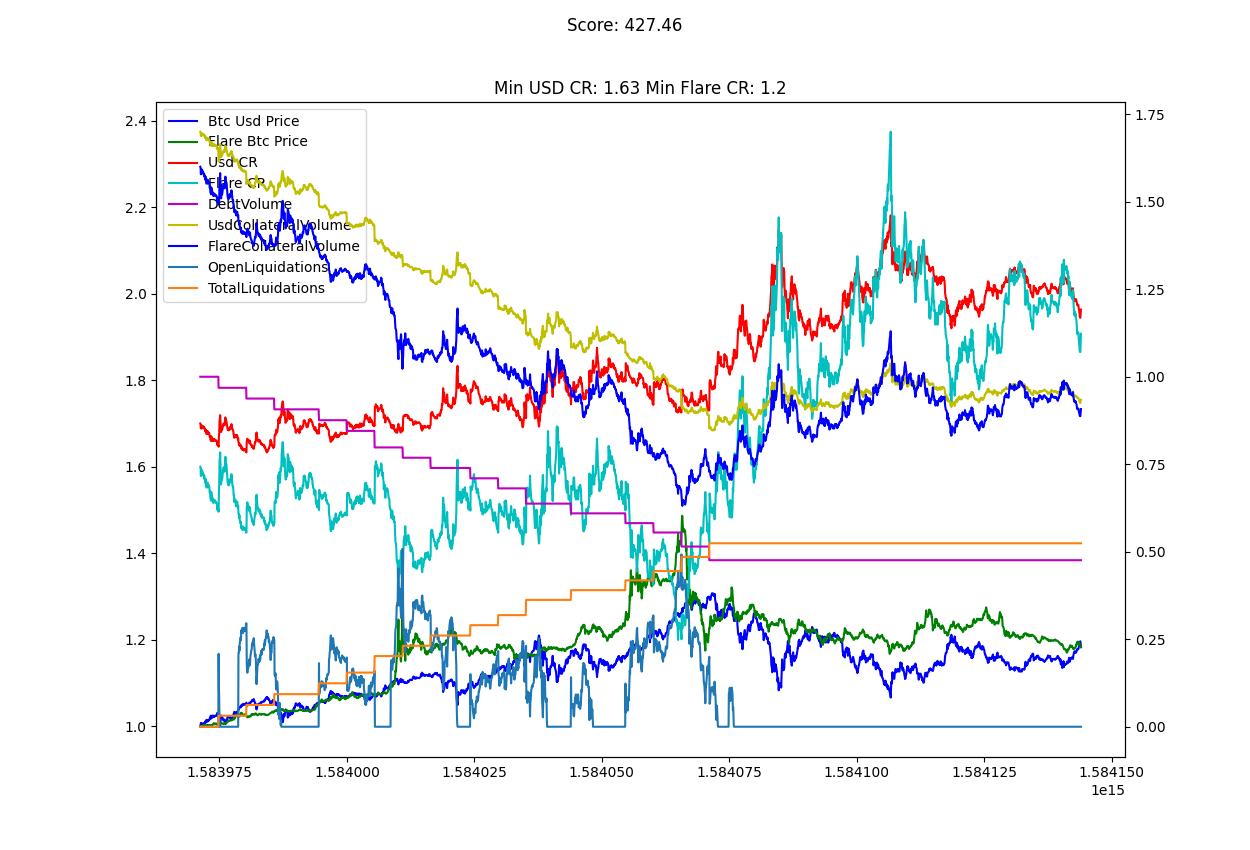 Score: 427.46
Min USD CR: 1.63 Min Flare CR: 1.2
Btc Usd Price
Flare Btc Price
Usd CR
Flare CR
DebtVolume
UsdCollateralVolume
FlareCollateralVolume
OpenLiquidations
TotalLiquidations
2.4
2.2
2.0
1.8
1.6
1.4
1.2
1.0
1.75
1.50
1.25
1.00
0.75
0.50
0.25
0.00
1.583975 1.584000 1.584025 1.584050 1.584075 1.584100 1.584125 1.584150
1e15